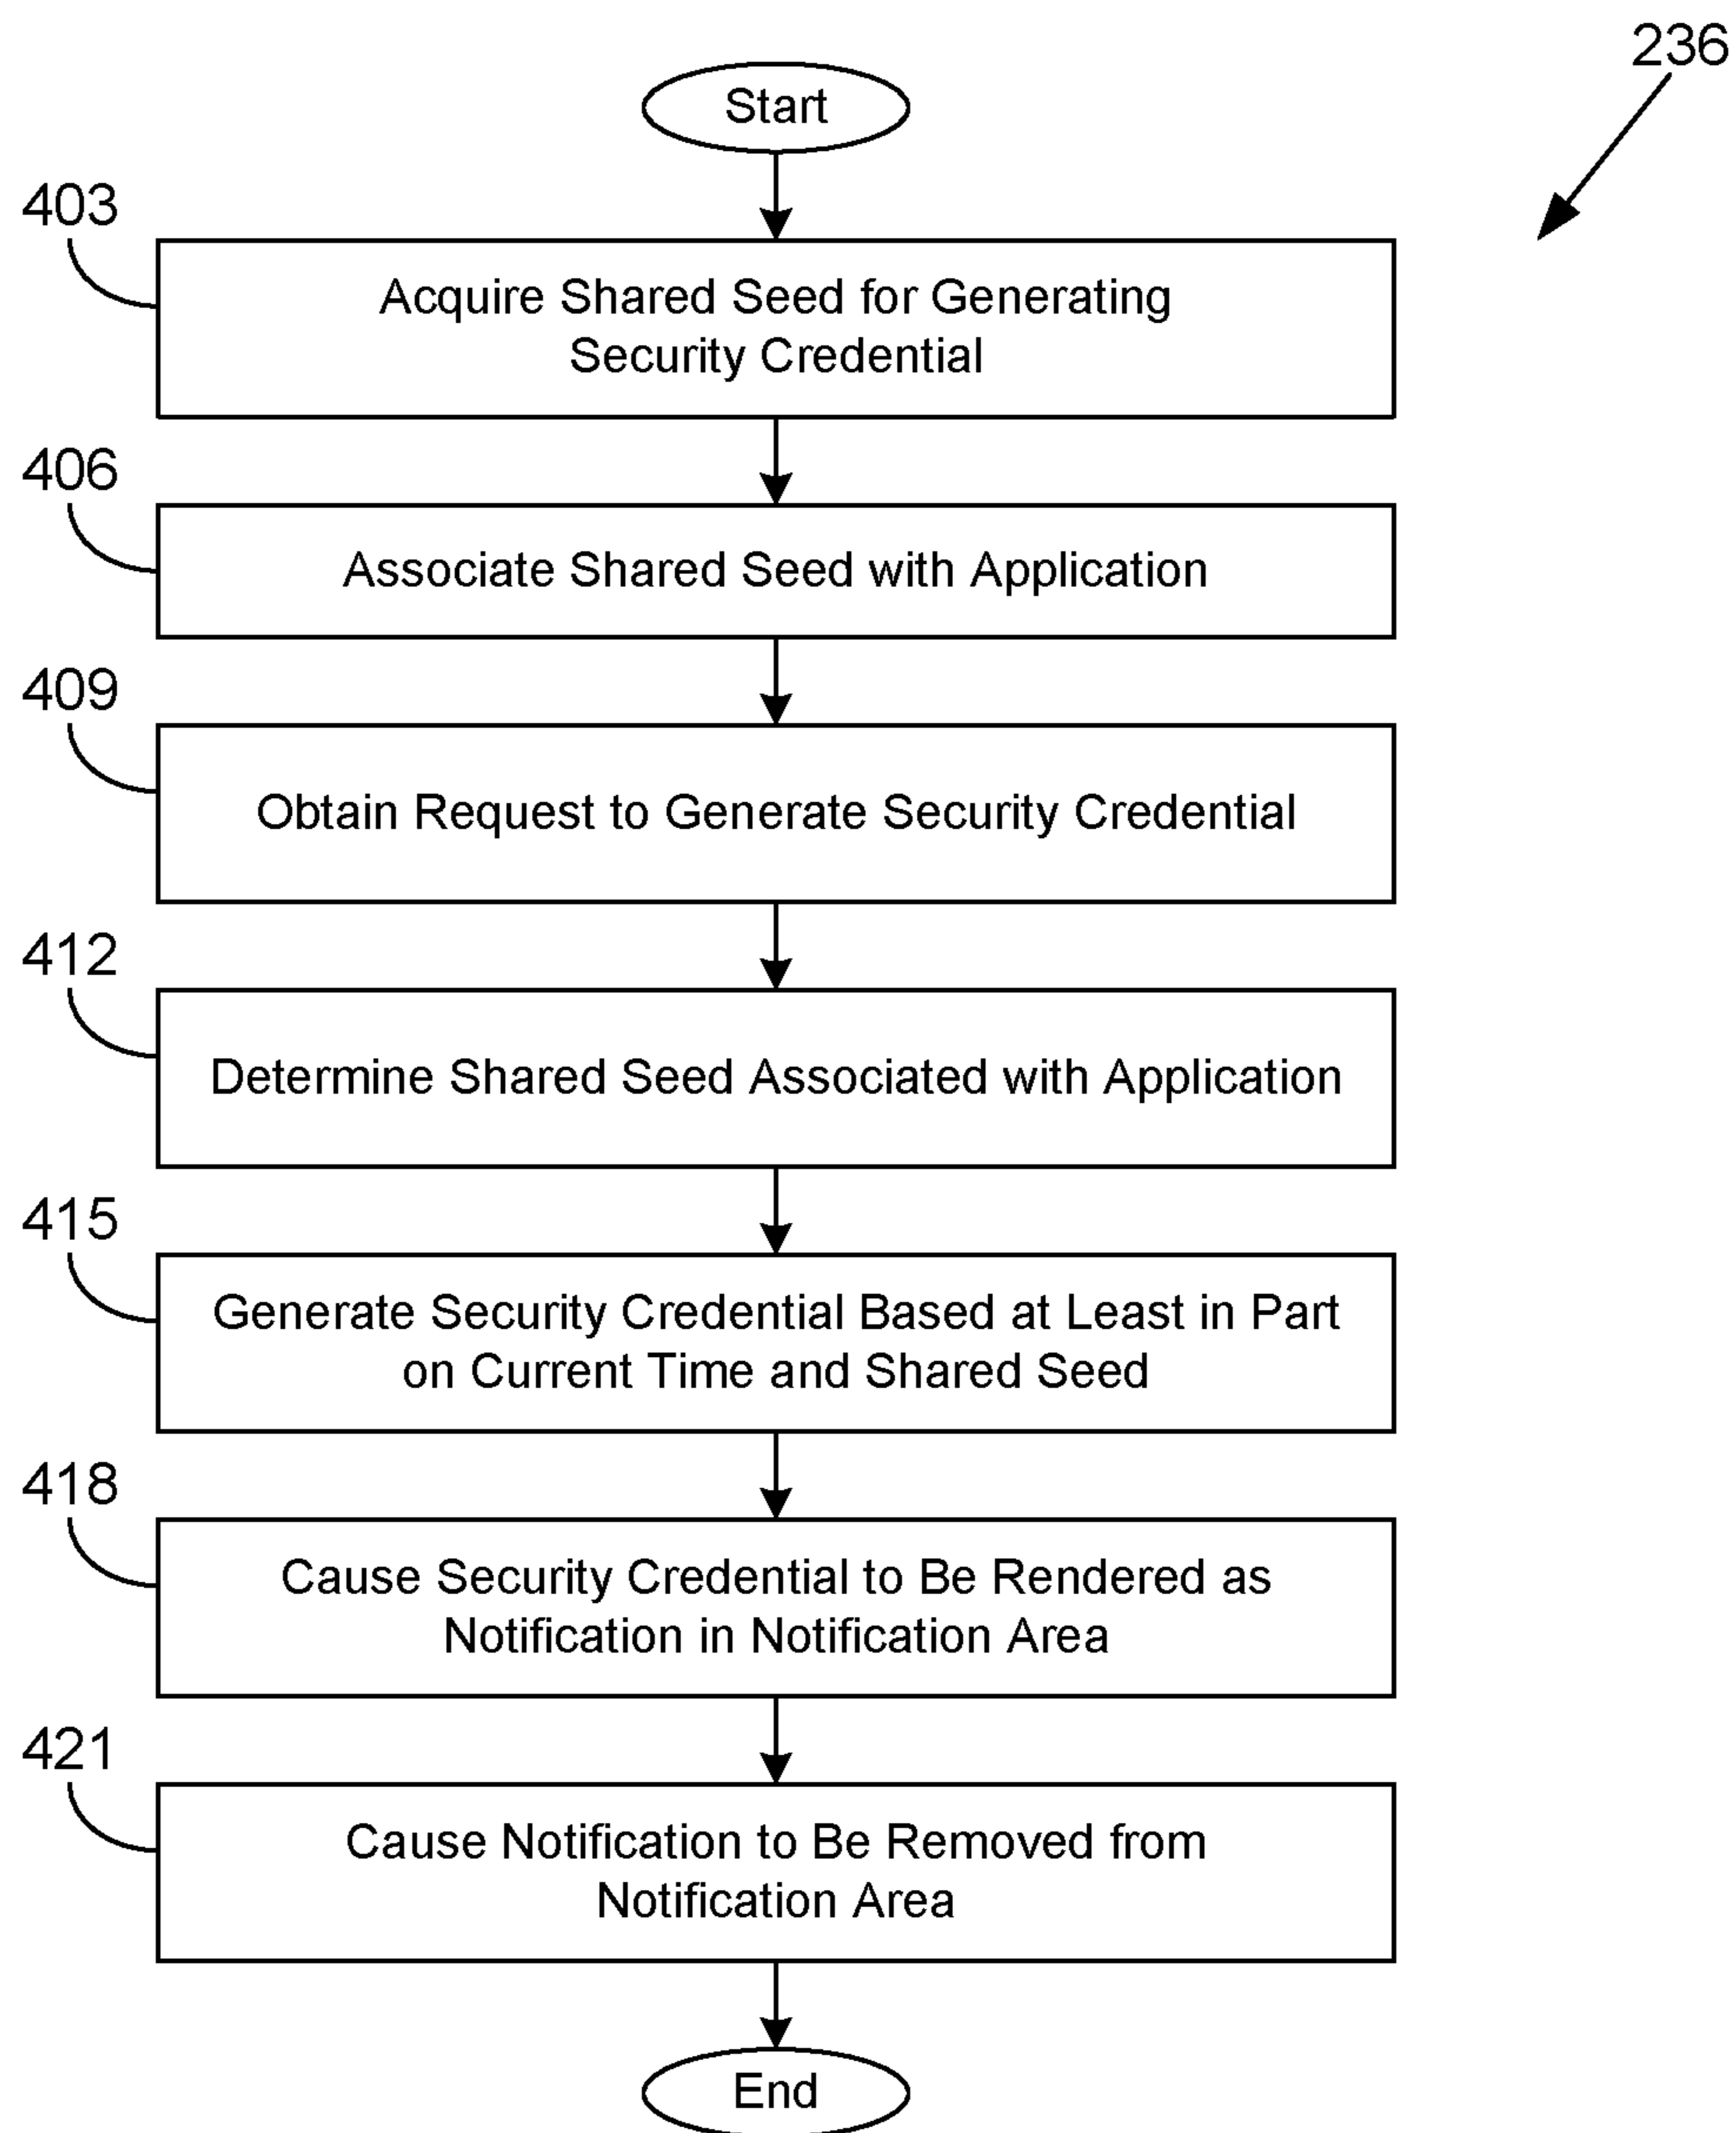 236
Start
403
Acquire Shared Seed for Generating
Security Credential
406
Associate Shared Seed with Application
409
Obtain Request to Generate Security Credential
412
Determine Shared Seed Associated with Application
415
Generate Security Credential Based at Least in Part
on Current Time and Shared Seed
418
Cause Security Credential to Be Rendered as
Notification in Notification Area
421
Cause Notification to Be Removed from
Notification Area
End